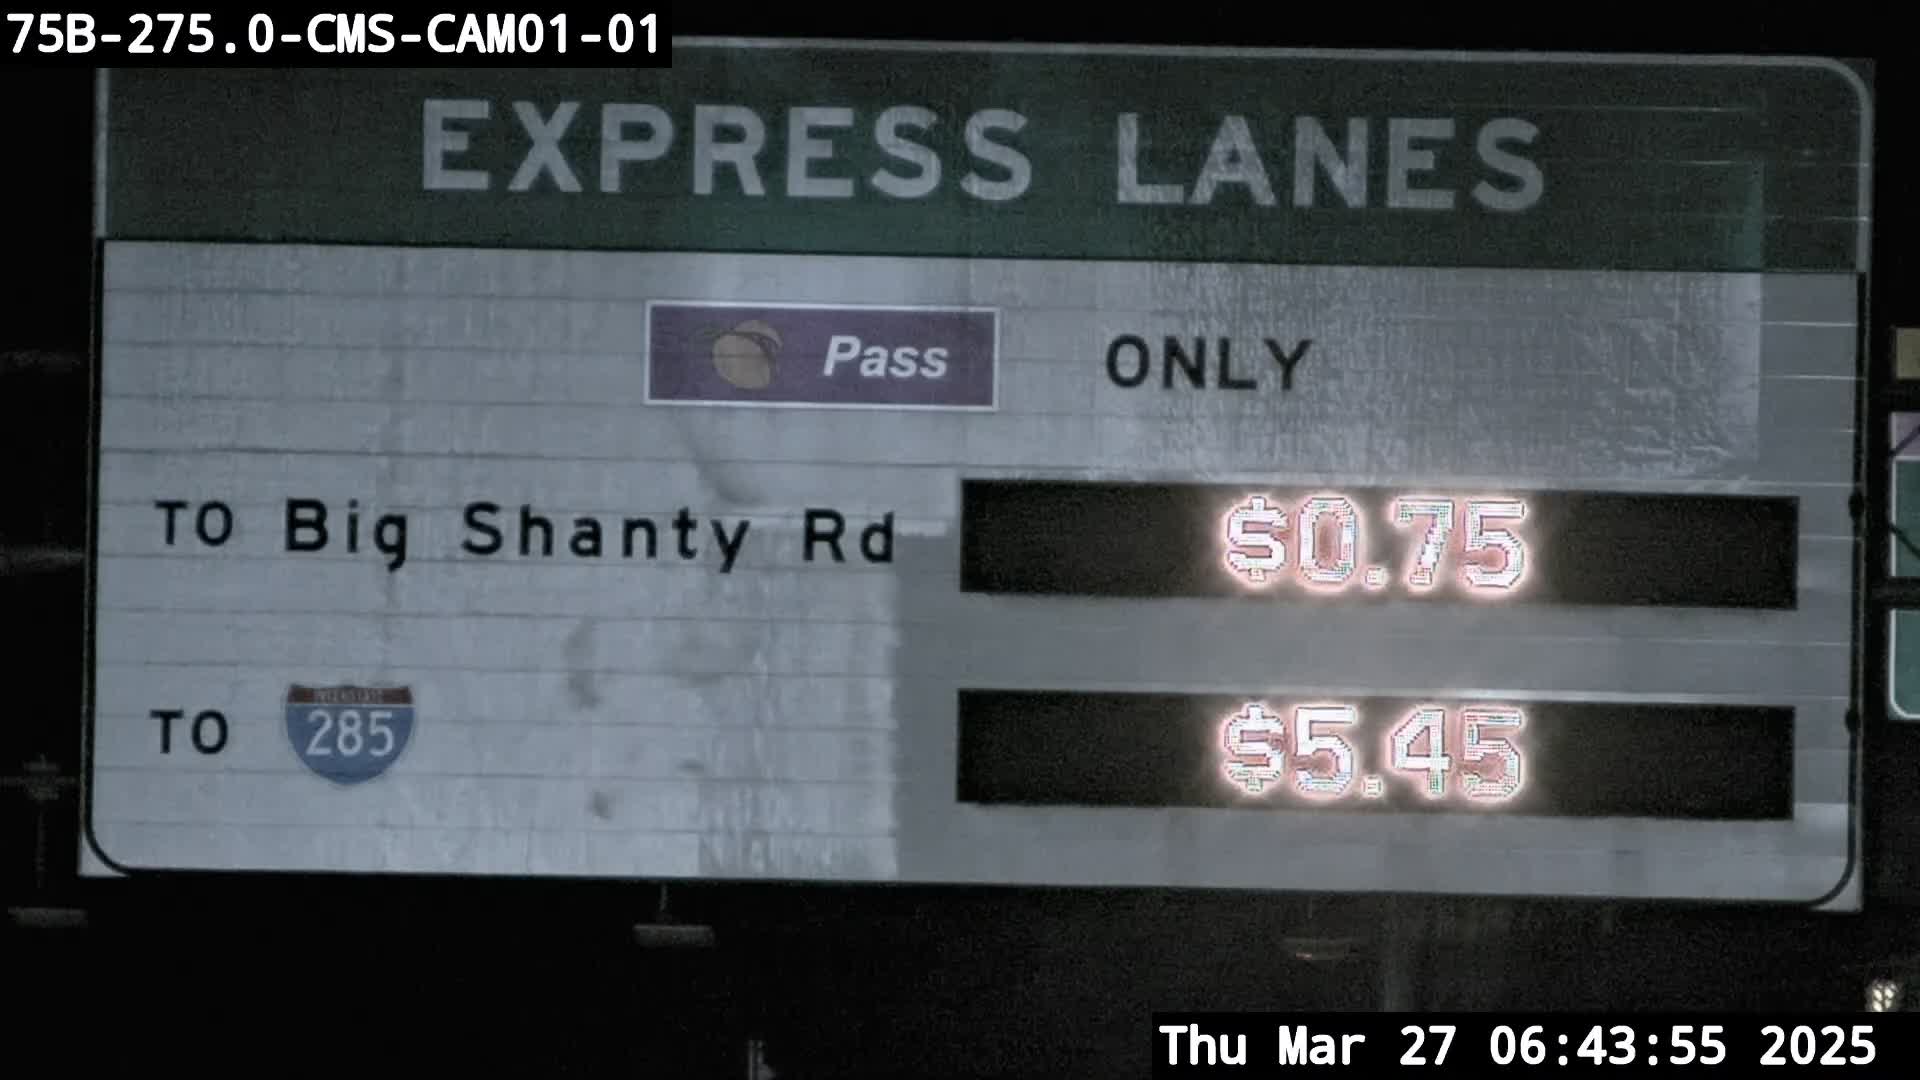 75B-275.0-CMS-CAM01-01
EXPRESS LANES
Pass ONLY
TO Big Shanty Rd $0.75
INTERSTATE
TO 285 $5.45
Thu Mar 27 06:43:55 2025